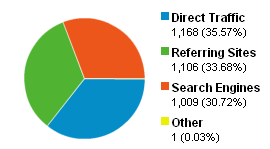 Direct Traffic
1,168 (35.57%)
Referring Sites
1,106 (33.68%)
Search Engines
1,009 (30.72%)
Other
1 (0.03%)